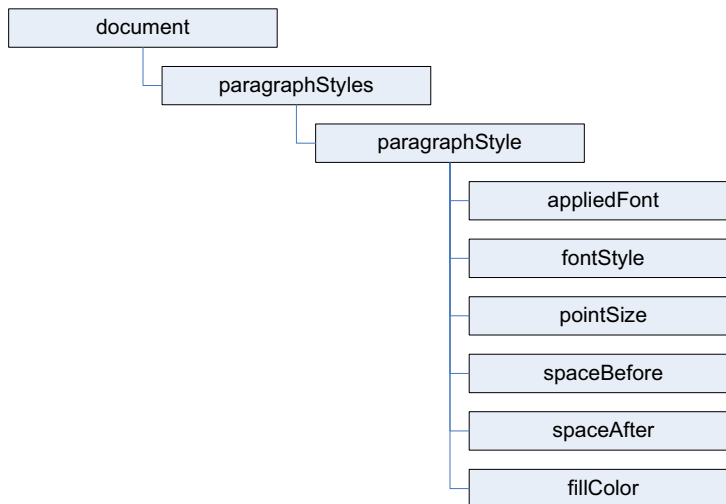 document
paragraphStyles
paragraphStyle
appliedFont
fontStyle
pointSize
spaceBefore
spaceAfter
fillColor